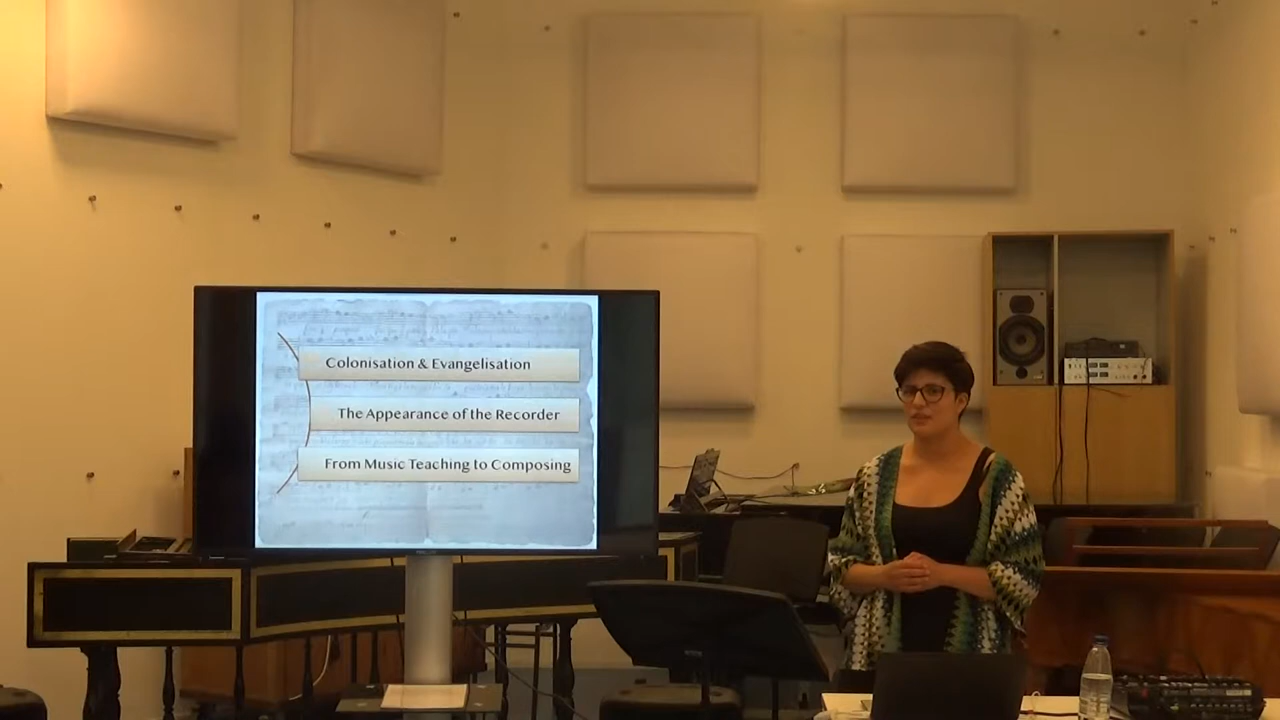 Colonisation & Evangelisation
The Appearance of the Recorder
From Music Teaching to Composing